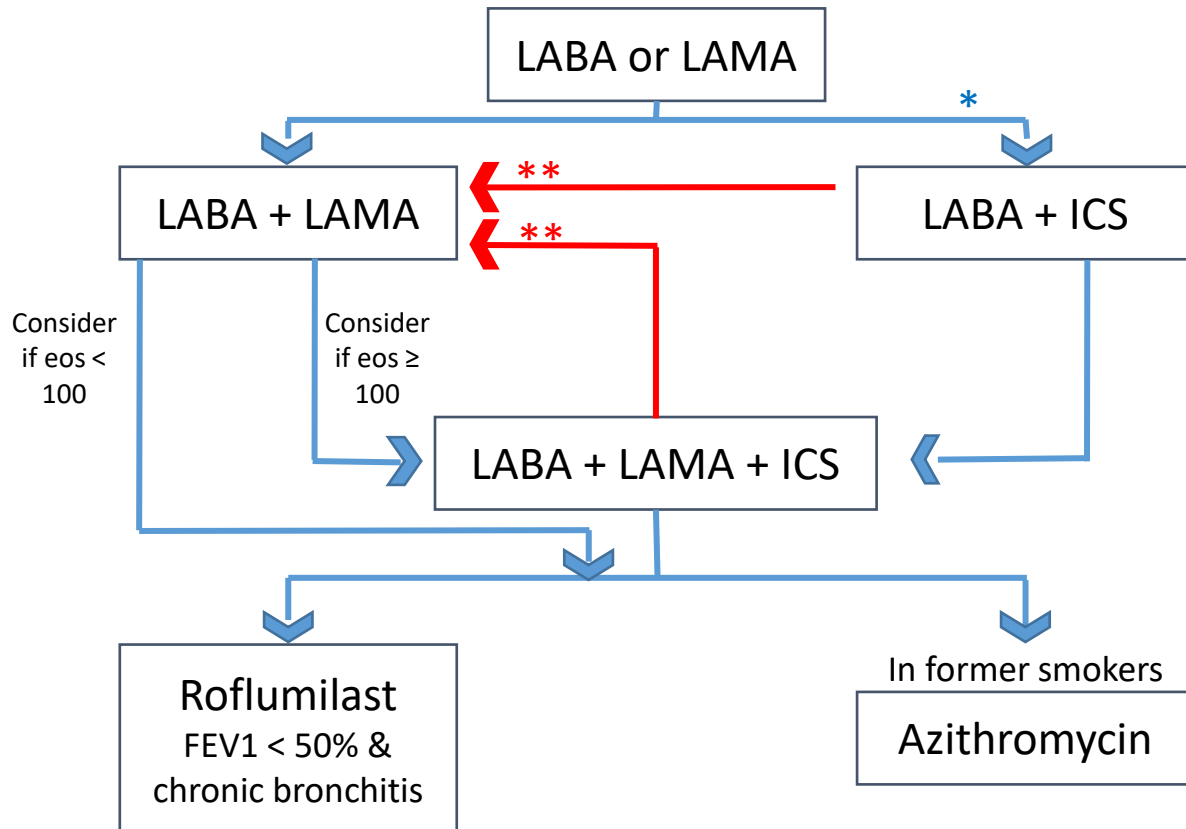 LABA or LAMA
*
**
LABA + LAMA
LABA + ICS
**
Consider
if eos <
100
Consider
if eos ≥
100
LABA + LAMA + ICS
Roflumilast
FEV1 < 50% &
chronic bronchitis
In former smokers
Azithromycin